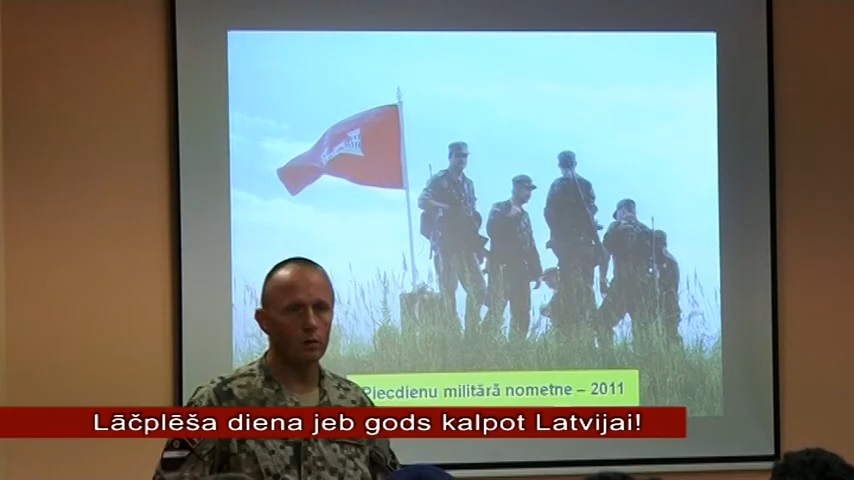 Piecdienu militārā nometne – 2011
Lāčplēša diena jeb gods kalpot Latvijai!